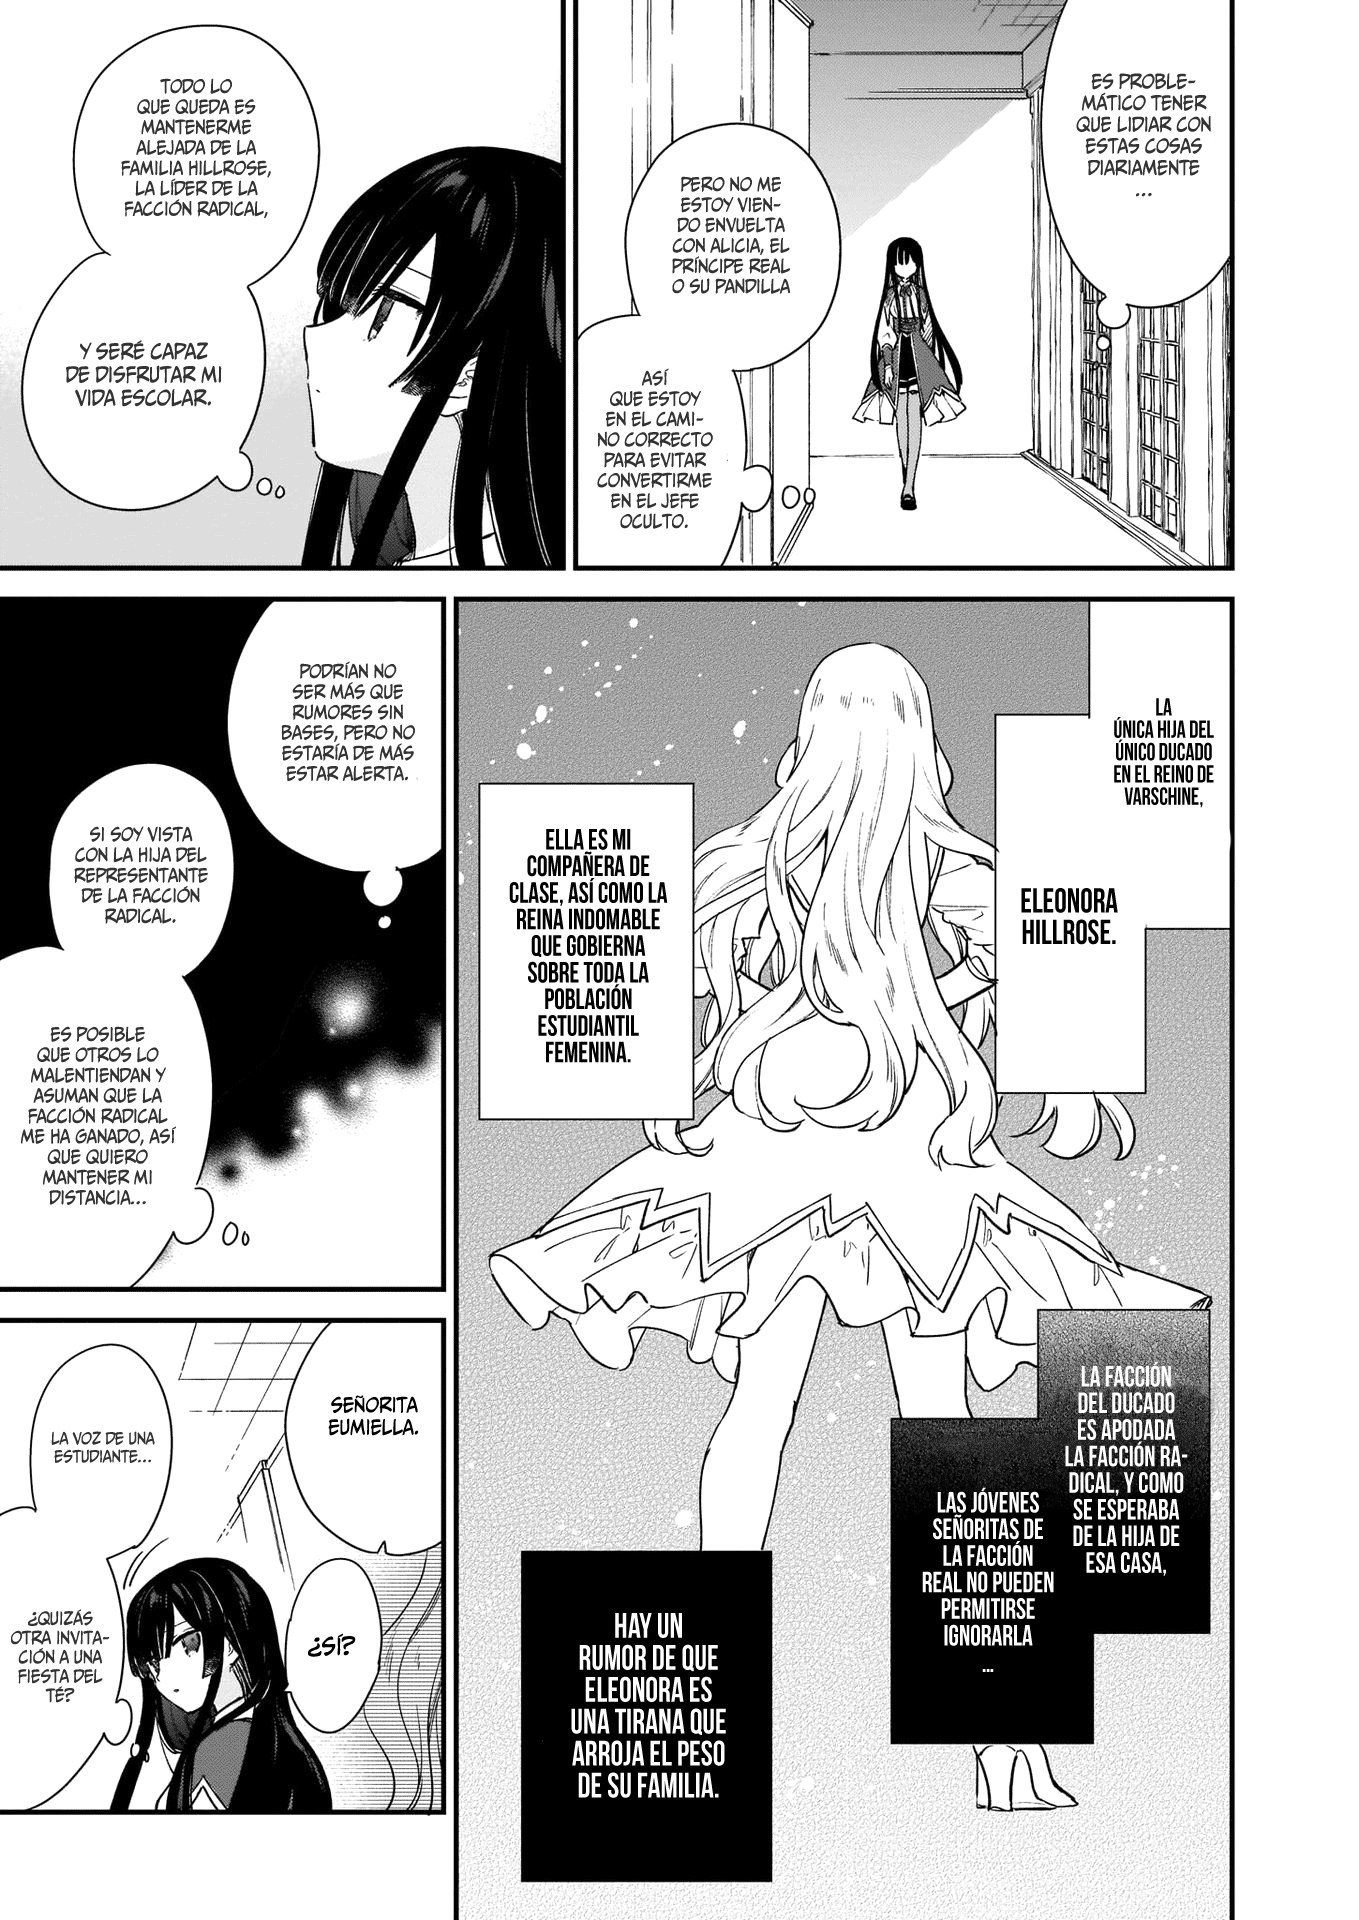 ES PROBLE-
MÁTICO TENER
QUE LIDIAR CON
ESTAS COSAS
DIARIAMENTE
...
PERO NO ME
ESTOY VIEN-
DO ENVUELTA
CON ALICIA, EL
PRÍNCIPE REAL
O SU PANDILLA
ASÍ
QUE ESTOY
EN EL CAMI-
NO CORRECTO
PARA EVITAR
CONVERTIRME
EN EL JEFE
OCULTO.
TODO LO
QUE QUEDA ES
MANTENERME
ALEJADA DE LA
FAMILIA HILLROSE,
LA LÍDER DE LA
FACCIÓN RADICAL,
Y SERÉ CAPAZ
DE DISFRUTAR MI
VIDA ESCOLAR.
LA
ÚNICA HIJA DEL
ÚNICO DUCADO
EN EL REINO DE
VARSCHINE,
ELEONORA
HILLROSE.
ELLA ES MI
COMPAÑERA DE
CLASE, ASÍ COMO LA
REINA INDOMABLE
QUE GOBIERNA
SOBRE TODA LA
POBLACIÓN
ESTUDIANTIL
FEMENINA.
LA FACCIÓN
DEL DUCADO
ES APODADA
LA FACCIÓN RA-
DICAL, Y COMO
SE ESPERABA
DE LA HIJA DE
ESA CASA,
LAS JÓVENES
SEÑORITAS DE
LA FACCIÓN
REAL NO PUEDEN
PERMITIRSE
IGNORARLA
...
HAY UN
RUMOR DE QUE
ELEONORA ES
UNA TIRANA QUE
ARROJA EL PESO
DE SU FAMILIA.
PODRÍAN NO
SER MÁS QUE
RUMORES SIN
BASES, PERO NO
ESTARÍA DE MÁS
ESTAR ALERTA.
SI SOY VISTA
CON LA HIJA DEL
REPRESENTANTE
DE LA FACCIÓN
RADICAL.
ES POSIBLE
QUE OTROS LO
MALENTIENDAN Y
ASUMAN QUE LA
FACCIÓN RADICAL
ME HA GANADO, ASÍ
QUE QUIERO
MANTENER MI
DISTANCIA...
SEÑORITA
EUMIELLA.
¿SÍ?
LA VOZ DE UNA
ESTUDIANTE...
¿QUIZÁS
OTRA INVITA-
CIÓN A UNA
FIESTA DEL
TÉ?